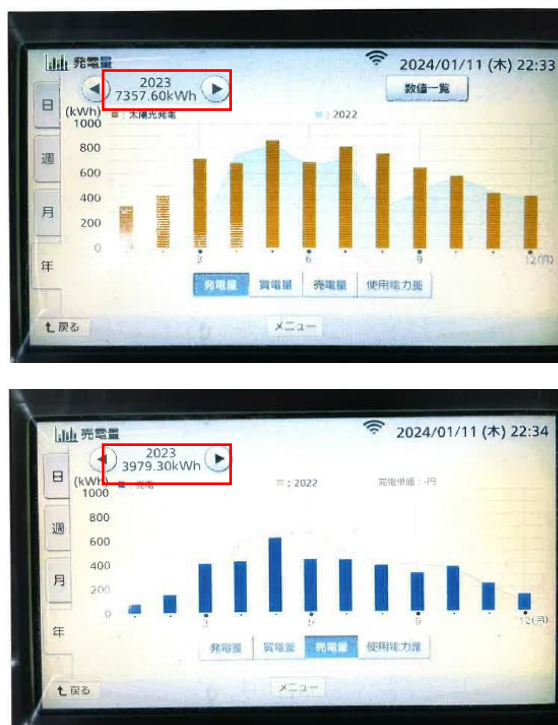 発電量
2024/01/11 (木) 22:33
2023
7357.60kWh
数値一覧
(kWh)
: 太陽光発電
: 2022
1000
800
600
400
200
0
3
6
9
12(月)
日
週
月
年
発電量
買電量
売電量
使用電力量
戻る
メニュー
売電量
2024/01/11 (木) 22:34
2023
3979.30kWh
(kWh)
: 売電
: 2022
売電単価 : -円
1000
800
600
400
200
0
3
6
9
12(月)
日
週
月
年
発電量
買電量
売電量
使用電力量
戻る
メニュー